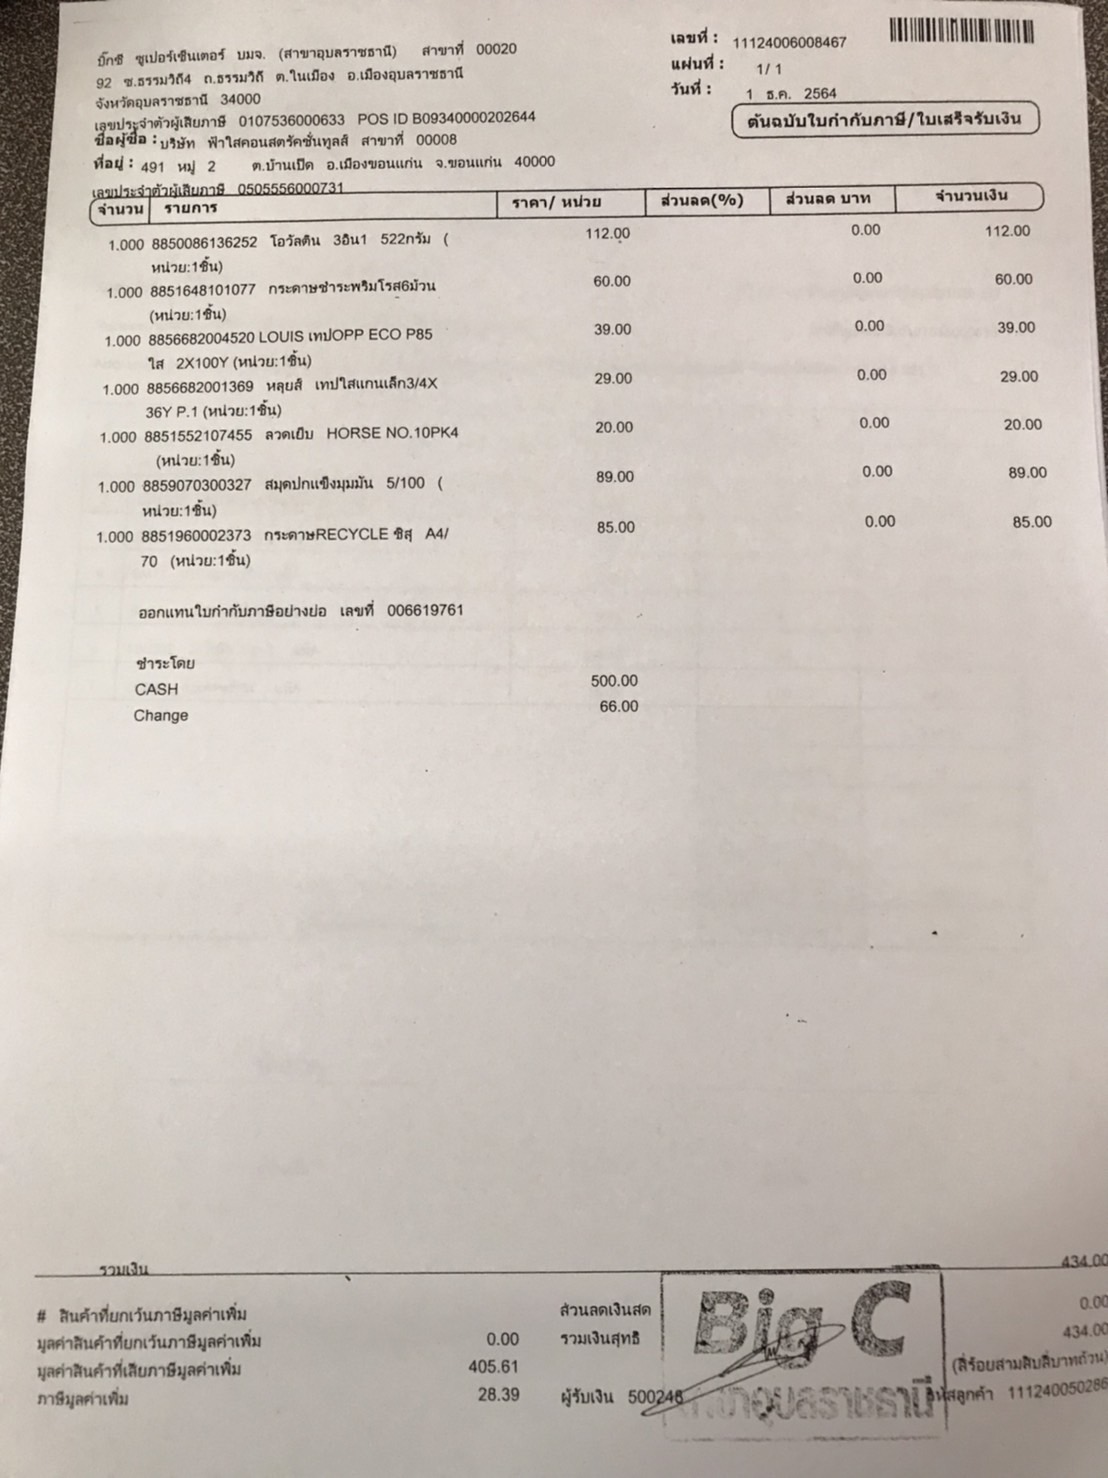 บิ๊กซี ซูเปอร์เซ็นเตอร์ บมจ. (สาขาอุบลราชธานี) สาขาที่ 00020
92 ซ.ธรรมวิถี4 ถ.ธรรมวิถี ต.ในเมือง อ.เมืองอุบลราชธานี
จังหวัดอุบลราชธานี 34000
เลขประจำตัวผู้เสียภาษี 0107536000633 POS ID B09340000202644
ชื่อผู้ซื้อ : บริษัท ฟ้าใสคอนสตรัคชั่นทูลส์ สาขาที่ 00008
ที่อยู่ : 491 หมู่ 2 ต.บ้านเป็ด อ.เมืองขอนแก่น จ.ขอนแก่น 40000
เลขประจำตัวผู้เสียภาษี 0505556000731
เลขที่ : 11124006008467
แผ่นที่ : 1/ 1
วันที่ : 1 ธ.ค. 2564
ต้นฉบับใบกำกับภาษี/ใบเสร็จรับเงิน
จำนวน รายการ ราคา/ หน่วย ส่วนลด(%) ส่วนลด บาท จำนวนเงิน
1.000 8850086136252 โอวัลติน 3อิน1 522กรัม ( 112.00 0.00 112.00
หน่วย:1ชิ้น)
1.000 8851648101077 กระดาษชำระพริมโรส6ม้วน 60.00 0.00 60.00
(หน่วย:1ชิ้น)
1.000 8856682004520 LOUIS เทปOPP ECO P85 39.00 0.00 39.00
ใส 2X100Y (หน่วย:1ชิ้น)
1.000 8856682001369 หลุยส์ เทปใสแกนเล็ก3/4X 29.00 0.00 29.00
36Y P.1 (หน่วย:1ชิ้น)
1.000 8851552107455 ลวดเย็บ HORSE NO.10PK4 20.00 0.00 20.00
(หน่วย:1ชิ้น)
1.000 8859070300327 สมุดปกแข็งมุมมัน 5/100 ( 89.00 0.00 89.00
หน่วย:1ชิ้น)
1.000 8851960002373 กระดาษRECYCLE ชิสุ A4/ 85.00 0.00 85.00
70 (หน่วย:1ชิ้น)
ออกแทนใบกำกับภาษีอย่างย่อ เลขที่ 006619761
ชำระโดย
CASH 500.00
Change 66.00
รวมเงิน 434.00
# สินค้าที่ยกเว้นภาษีมูลค่าเพิ่ม ส่วนลดเงินสด 0.00
มูลค่าสินค้าที่ยกเว้นภาษีมูลค่าเพิ่ม 0.00 รวมเงินสุทธิ 434.00
มูลค่าสินค้าที่เสียภาษีมูลค่าเพิ่ม 405.61 (สี่ร้อยสามสิบสี่บาทถ้วน)
ภาษีมูลค่าเพิ่ม 28.39 ผู้รับเงิน 500246 รหัสลูกค้า 111240050286
Big C
สาขาอุบลราชธานี